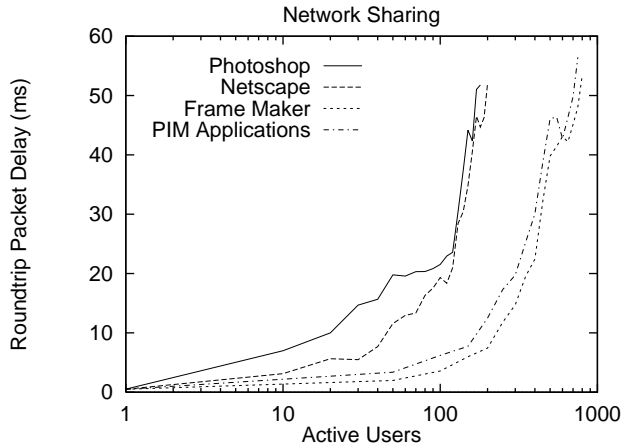 Network Sharing
60
50
40
30
20
10
0
Roundtrip Packet Delay (ms)
Photoshop
Netscape
Frame Maker
PIM Applications
1 10 100 1000
Active Users